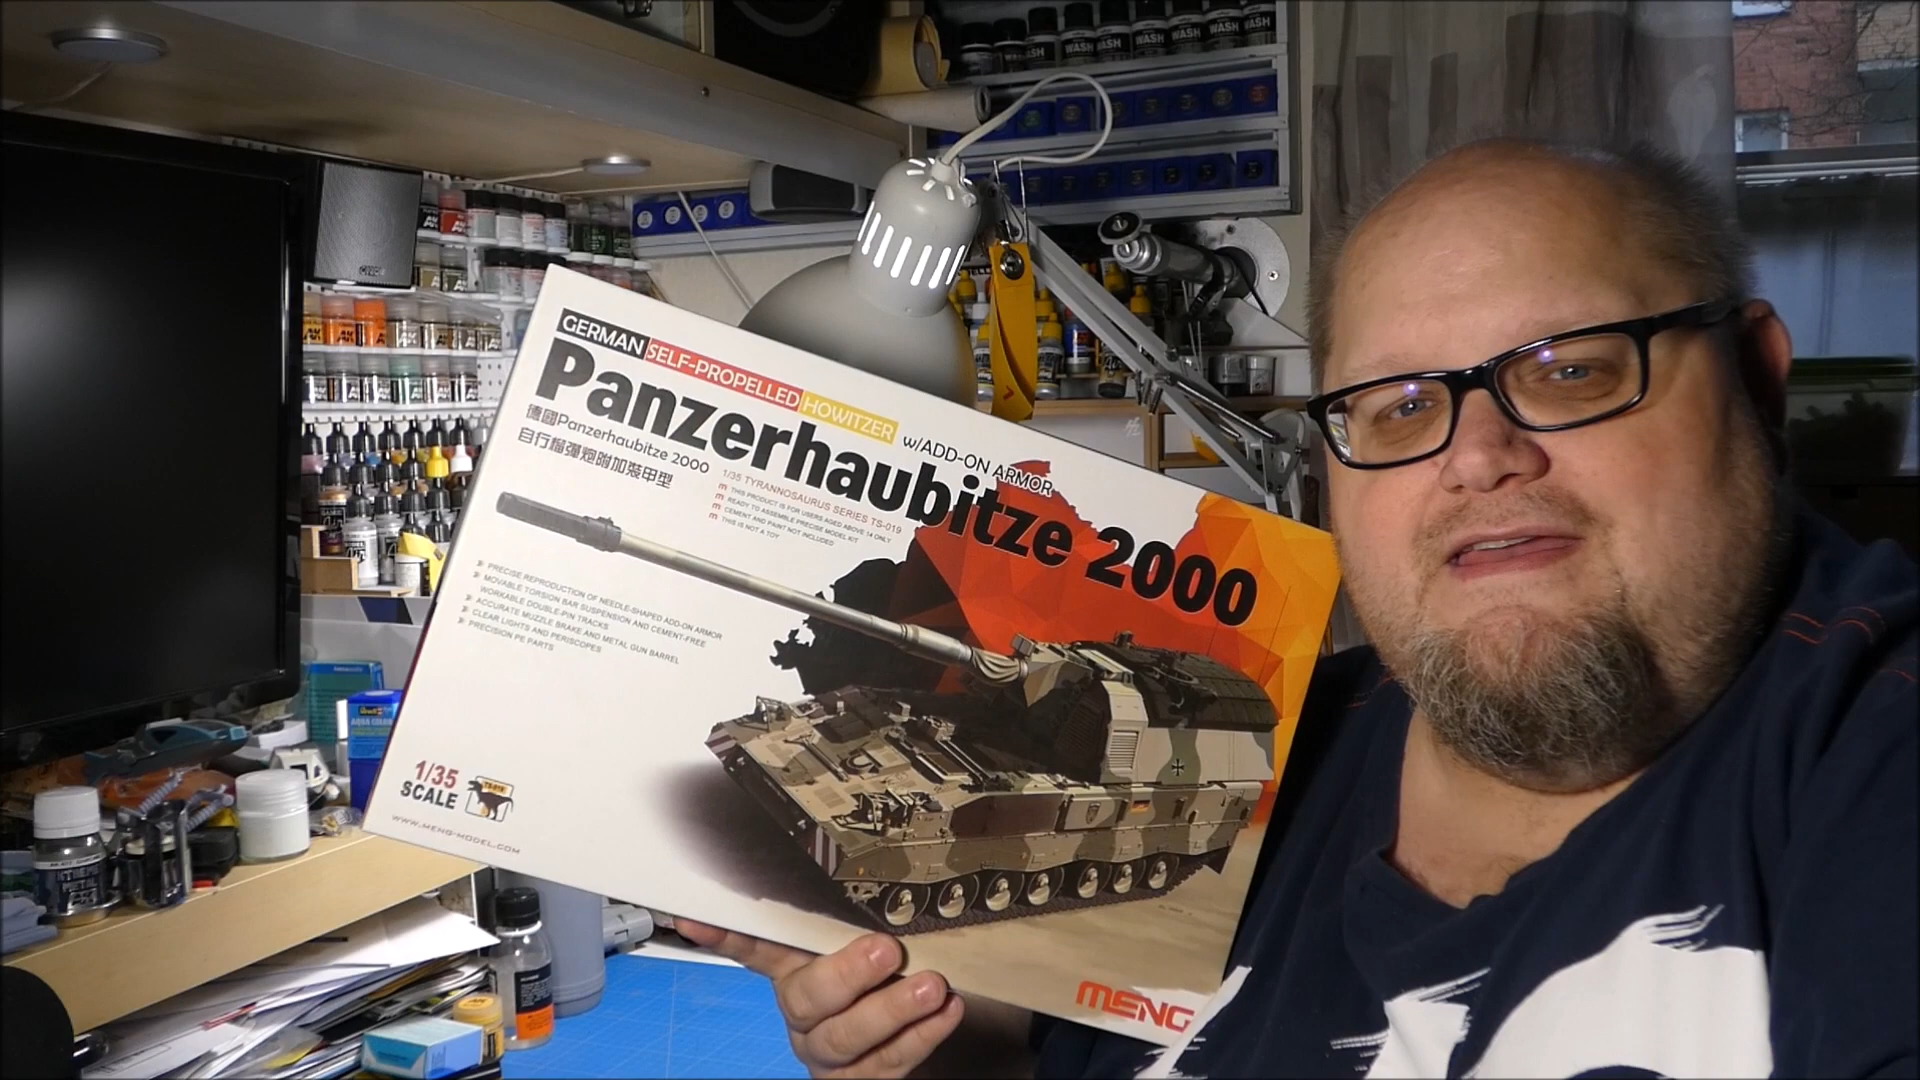 WASH WASH WASH WASH WASH WASH
GERMAN SELF-PROPELLED HOWITZER w/ADD-ON ARMOR
Panzerhaubitze 2000
德國Panzerhaubitze 2000
自行榴彈炮附加裝甲型
1/35 TYRANNOSAURUS SERIES TS-019
THIS PRODUCT IS FOR USERS AGED ABOVE 14 ONLY
READY TO ASSEMBLE PRECISE MODEL KIT
CEMENT AND PAINT NOT INCLUDED
THIS IS NOT A TOY
PRECISE REPRODUCTION OF NEEDLE-SHAPED ADD-ON ARMOR
MOVABLE TORSION BAR SUSPENSION AND CEMENT-FREE
WORKABLE DOUBLE-PIN TRACKS
ACCURATE MUZZLE BRAKE AND METAL GUN BARREL
CLEAR LIGHTS AND PERISCOPES
PRECISION PE PARTS
1/35
SCALE
TS-019
WWW.MENG-MODEL.COM
MENG
Revell
AQUA COLOR